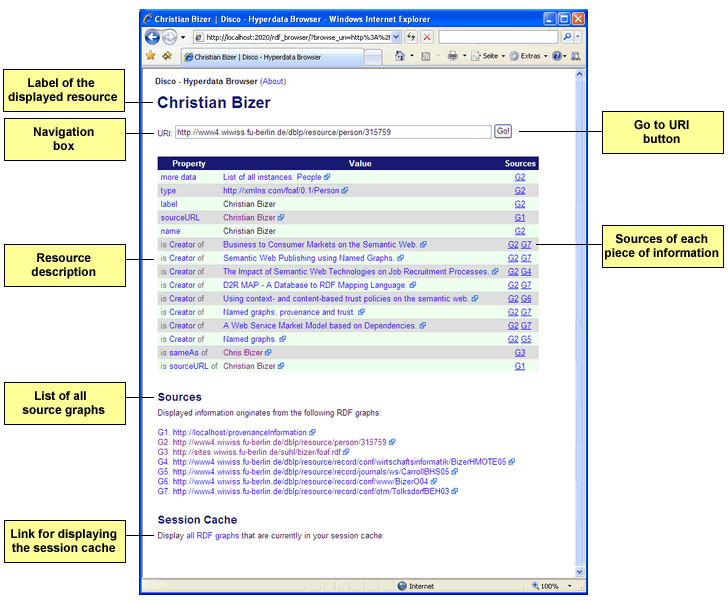 Christian Bizer | Disco - Hyperdata Browser - Windows Internet Explorer
http://localhost:2020/rdf_browser/?browse_uri=http%3A%2F
Christian Bizer | Disco - Hyperdata Browser
Seite
Extras
Disco - Hyperdata Browser (About)
Label of the
displayed resource
Christian Bizer
Navigation
box
URI: http://www4.wiwiss.fu-berlin.de/dblp/resource/person/315759 Go!
Go to URI
button
Property Value Sources
more data List of all instances: People G2
type http://xmlns.com/foaf/0.1/Person G2
label Christian Bizer G2
sourceURL Christian Bizer G1
name Christian Bizer G2
is Creator of Business to Consumer Markets on the Semantic Web. G2 G7
is Creator of Semantic Web Publishing using Named Graphs. G2 G7
is Creator of The Impact of Semantic Web Technologies on Job Recruitment Processes. G2 G4
is Creator of D2R MAP - A Database to RDF Mapping Language. G2 G7
is Creator of Using context- and content-based trust policies on the semantic web. G2 G6
is Creator of Named graphs, provenance and trust. G2 G7
is Creator of A Web Service Market Model based on Dependencies. G2 G7
is Creator of Named graphs. G2 G5
is sameAs of Chris Bizer G3
is sourceURL of Christian Bizer G1
Resource
description
Sources of each
piece of information
List of all
source graphs
Sources
Displayed information originates from the following RDF graphs:
G1. http://localhost/provenanceInformation
G2. http://www4.wiwiss.fu-berlin.de/dblp/resource/person/315759
G3. http://sites.wiwiss.fu-berlin.de/suhl/bizer/foaf.rdf
G4. http://www4.wiwiss.fu-berlin.de/dblp/resource/record/conf/wirtschaftsinformatik/BizerHMOTE05
G5. http://www4.wiwiss.fu-berlin.de/dblp/resource/record/journals/ws/CarrollBHS05
G6. http://www4.wiwiss.fu-berlin.de/dblp/resource/record/conf/www/BizerO04
G7. http://www4.wiwiss.fu-berlin.de/dblp/resource/record/conf/otm/TolksdorfBEH03
Link for displaying
the session cache
Session Cache
Display all RDF graphs that are currently in your session cache.
Internet
100%